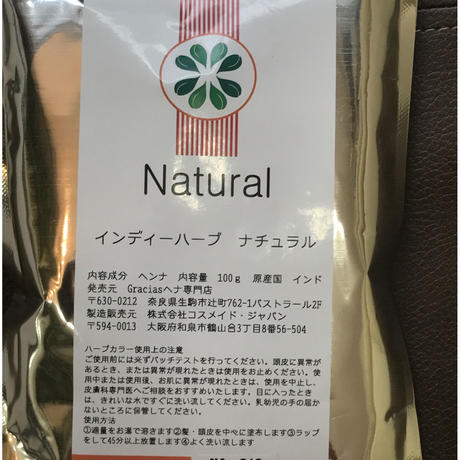 Natural
インディーハーブ ナチュラル
内容成分 ヘンナ 内容量 100g 原産国 インド
発売元 Graciasヘナ専門店
〒630-0212 奈良県生駒市辻町762-1パストラール2F
製造販売元 株式会社コスメイド・ジャパン
〒594-0013 大阪府和泉市鶴山台3丁目8番56-504
ハーブカラー使用上の注意
ご使用前には必ずパッチテストを行ってください。頭皮に異常が
あるとき、または異常が現れたときは使用をお止めください。使
用中または使用後、お肌に異常が現れたときは、使用を中止し、
皮膚科専門医へご相談をおすすめいたします。目に入ったとき
は、きれいな水ですぐに洗い流してください。乳幼児の手の届か
ないところに保管してください。
使用方法
①適量をお湯で溶きます②髪・頭皮を中心に塗布します③ラップ
をして45分以上放置します④よく洗い流します